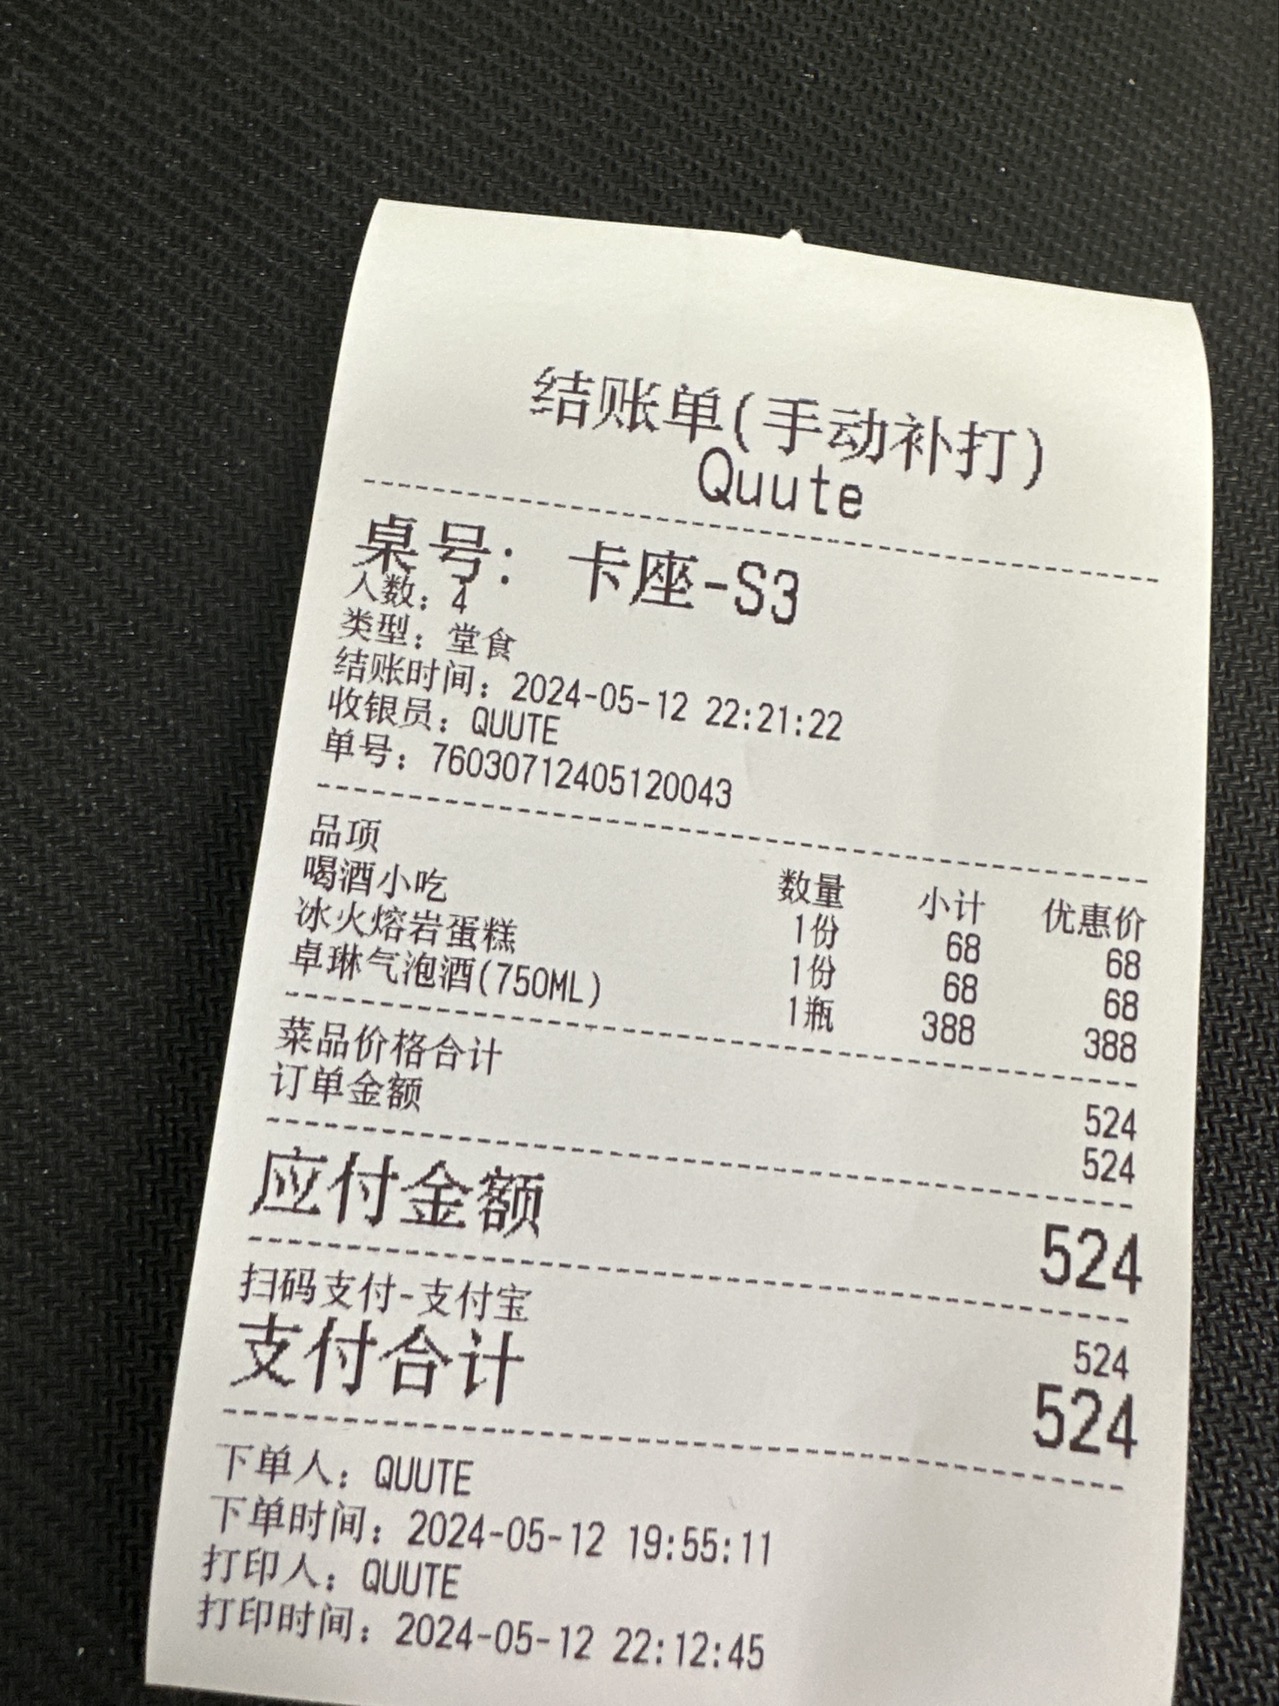 结账单(手动补打)
Quute
桌号: 卡座-S3
人数: 4
类型: 堂食
结账时间: 2024-05-12 22:21:22
收银员: QUUTE
单号: 76030712405120043
品项 数量 小计 优惠价
喝酒小吃 1份 68 68
冰火熔岩蛋糕 1份 68 68
卓琳气泡酒(750ML) 1瓶 388 388
菜品价格合计 524
订单金额 524
应付金额 524
扫码支付-支付宝 524
支付合计 524
下单人: QUUTE
下单时间: 2024-05-12 19:55:11
打印人: QUUTE
打印时间: 2024-05-12 22:12:45